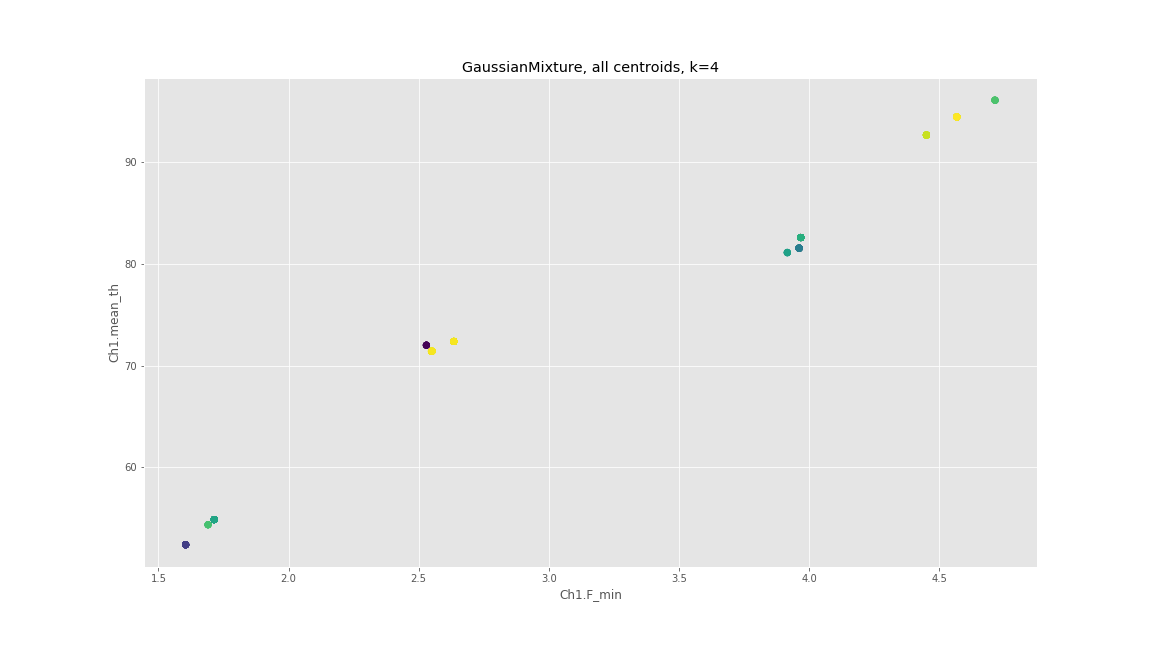 GaussianMixture, all centroids, k=4
90
80
70
60
Ch1.mean_th
1.5 2.0 2.5 3.0 3.5 4.0 4.5
Ch1.F_min